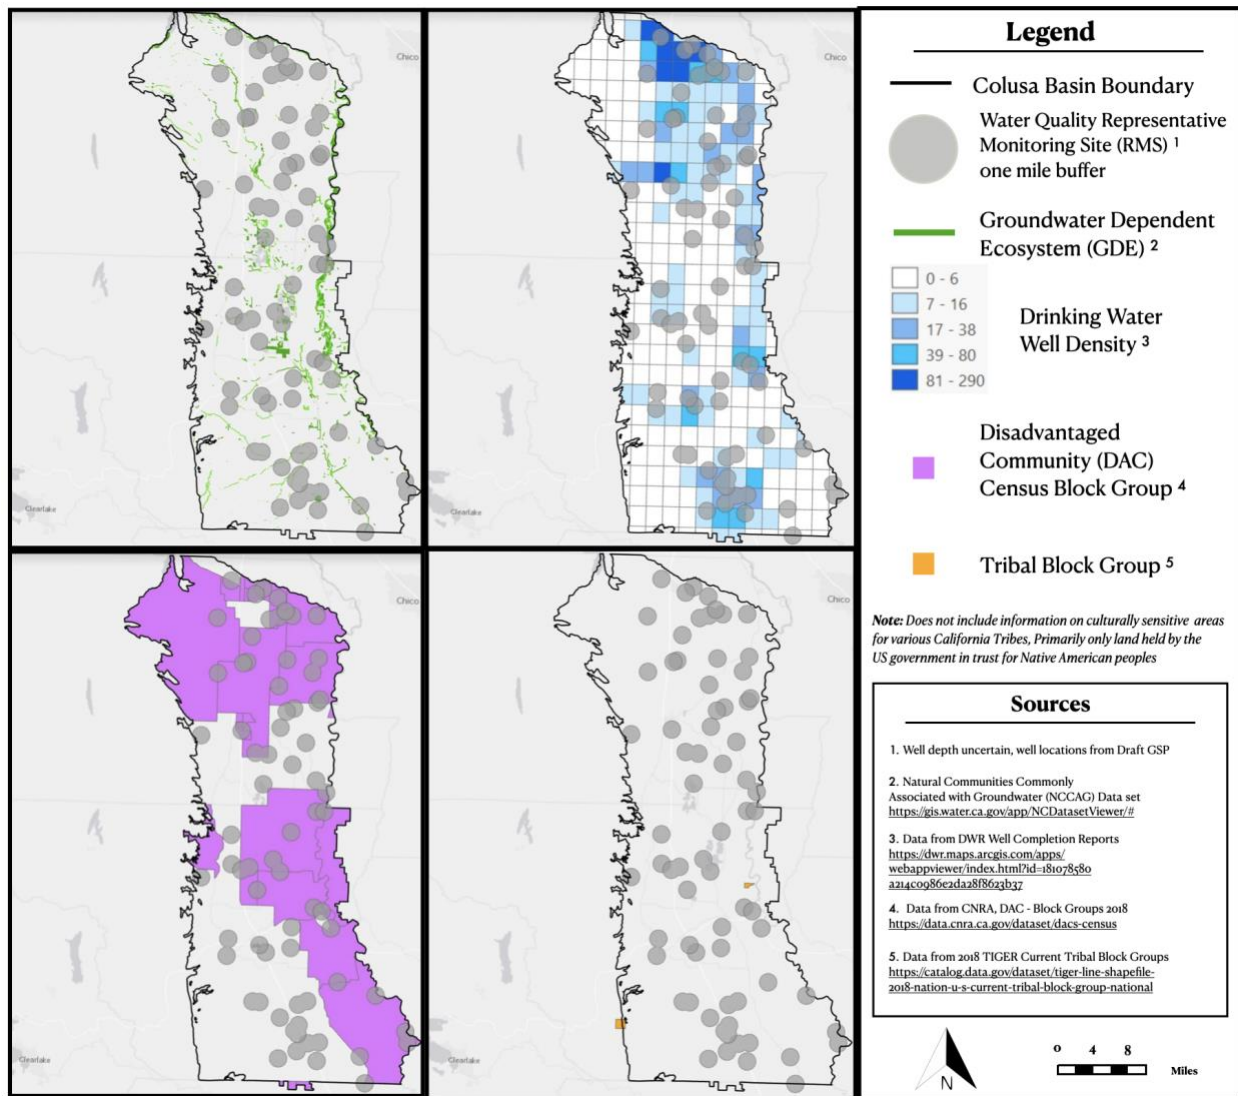 Chico
Clearlake
Chico
Chico
Clearlake
Chico
Clearlake
Legend
Colusa Basin Boundary
Water Quality Representative
Monitoring Site (RMS) 1
one mile buffer
Groundwater Dependent
Ecosystem (GDE) 2
0 - 6
7 - 16
17 - 38
39 - 80
81 - 290
Drinking Water
Well Density 3
Disadvantaged
Community (DAC)
Census Block Group 4
Tribal Block Group 5
Note: Does not include information on culturally sensitive areas
for various California Tribes, Primarily only land held by the
US government in trust for Native American peoples
Sources
1. Well depth uncertain, well locations from Draft GSP
2. Natural Communities Commonly
Associated with Groundwater (NCCAG) Data set
https://gis.water.ca.gov/app/NCDatasetViewer/#
3. Data from DWR Well Completion Reports
https://dwr.maps.arcgis.com/apps/
webappviewer/index.html?id=181078580
a214c0986e2da28f8623b37
4. Data from CNRA, DAC - Block Groups 2018
https://data.cnra.ca.gov/dataset/dacs-census
5. Data from 2018 TIGER Current Tribal Block Groups
https://catalog.data.gov/dataset/tiger-line-shapefile-
2018-nation-u-s-current-tribal-block-group-national
N
0 4 8
Miles